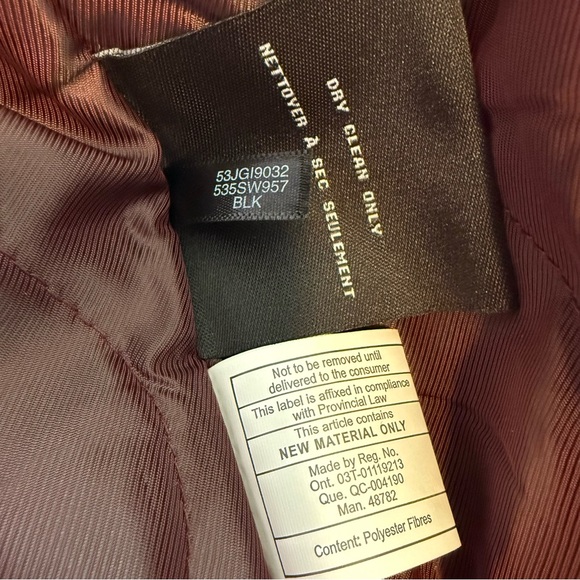 DRY CLEAN ONLY
NETTOYER À SEC SEULEMENT
53JGI9032
535SW957
BLK
Not to be removed until
delivered to the consumer
This label is affixed in compliance
with Provincial Law
This article contains
NEW MATERIAL ONLY
Made by Reg. No.
Ont. 03T-01119213
Que. QC-004190
Man. 48782
Content: Polyester Fibres